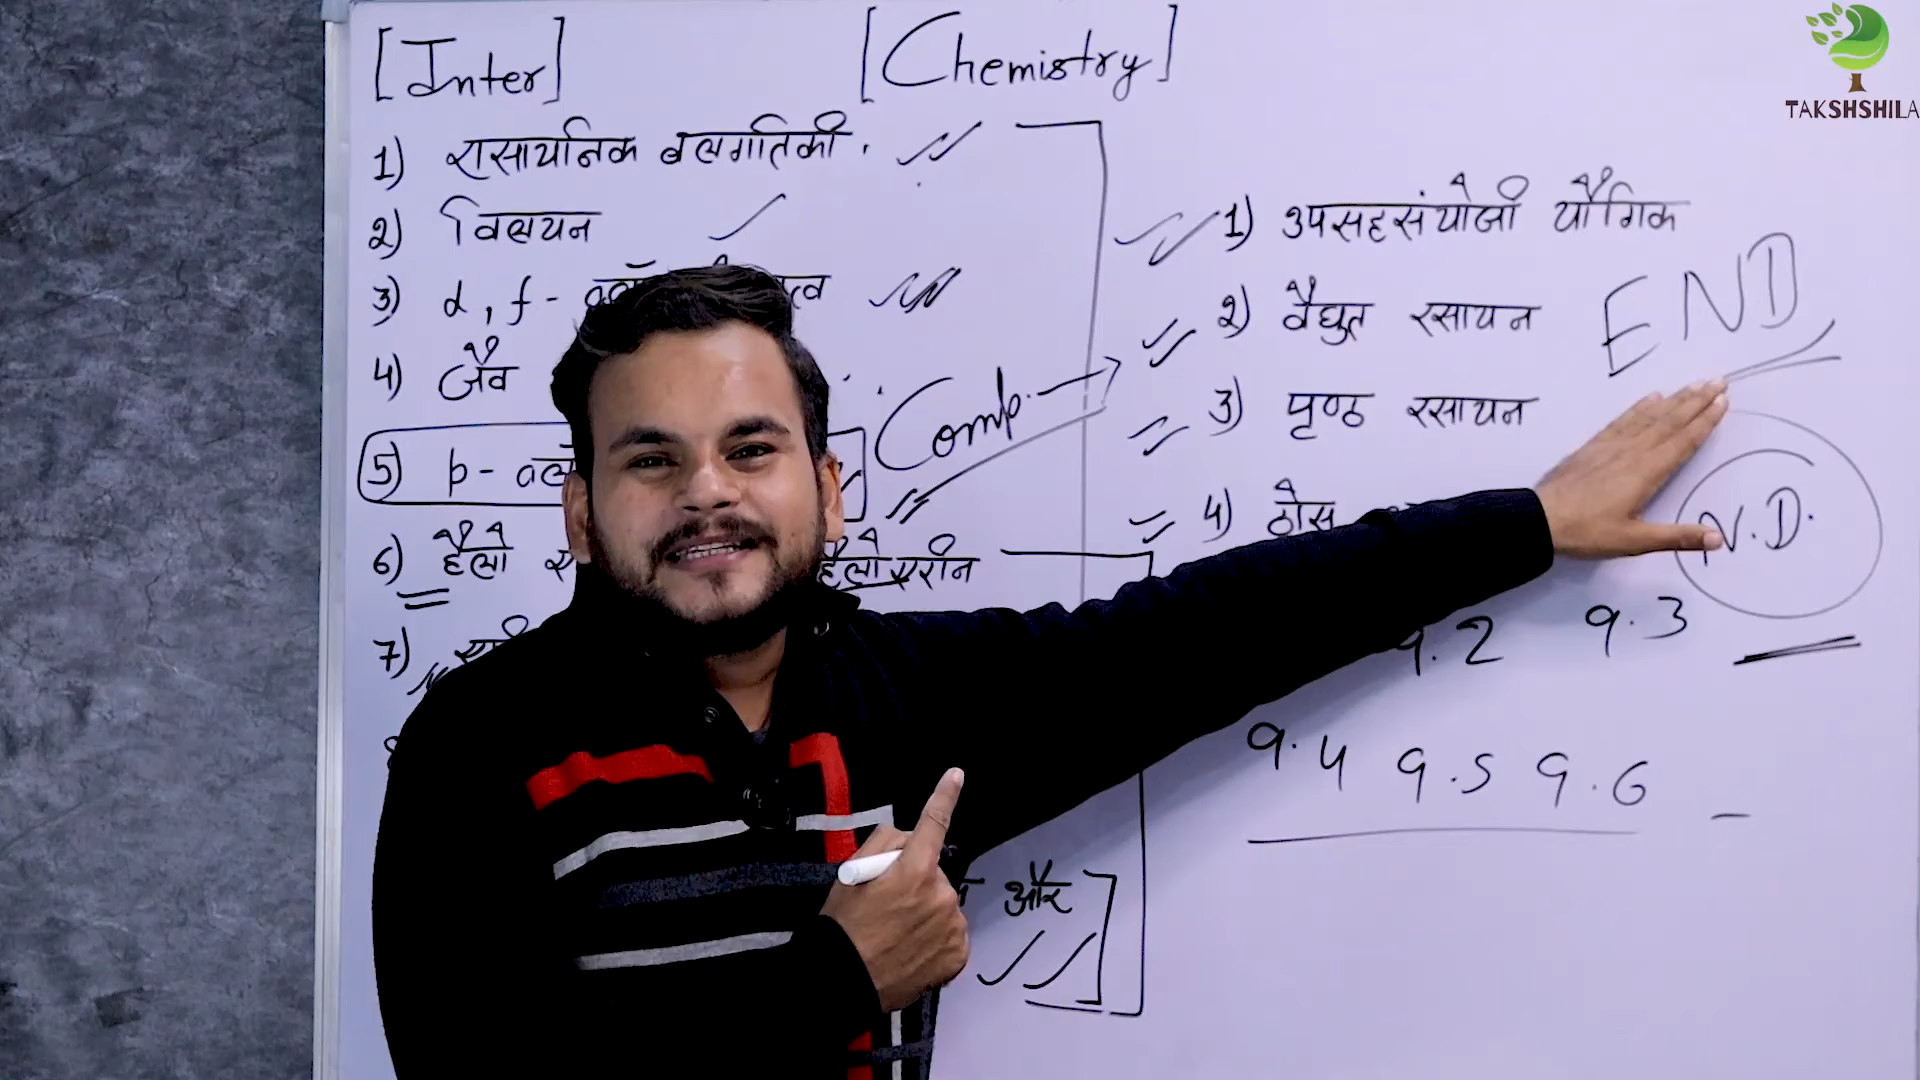 [Inter] [Chemistry]
TAKSHSHILA
1) रासायनिक बलगतिकी.
2) विलयन
3) d, f-
4) जैव
5) p-
6) हैलो
हैलोएरीन
7)
Comp.
और
1) उपसहसंयोजी यौगिक
2) वैद्युत रसायन
3) पृष्ठ रसायन
4) ठोस
END
N.D.
9.2 9.3
9.4 9.5 9.6